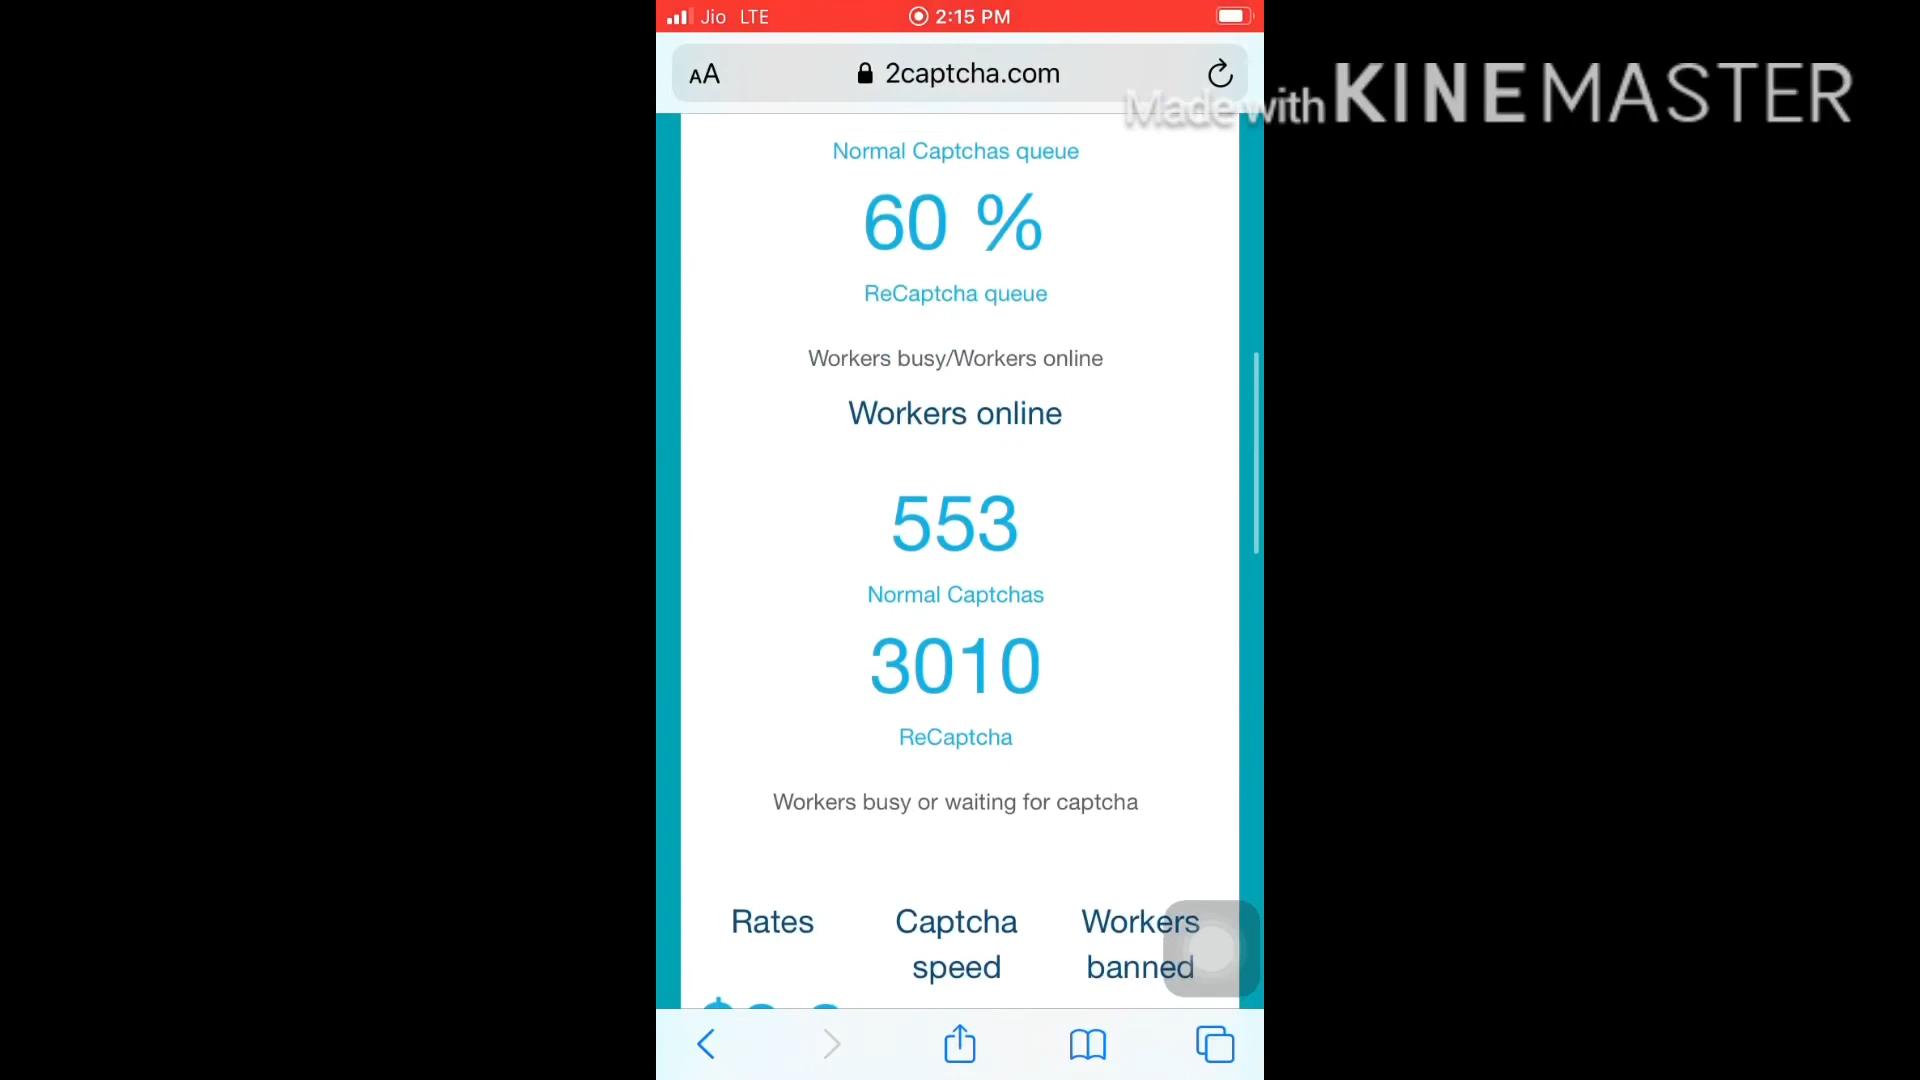 Jio LTE 2:15 PM
AA 2captcha.com
Made with KINEMASTER
Normal Captchas queue
60 %
ReCaptcha queue
Workers busy/Workers online
Workers online
553
Normal Captchas
3010
ReCaptcha
Workers busy or waiting for captcha
Rates
Captcha
speed
Workers
banned